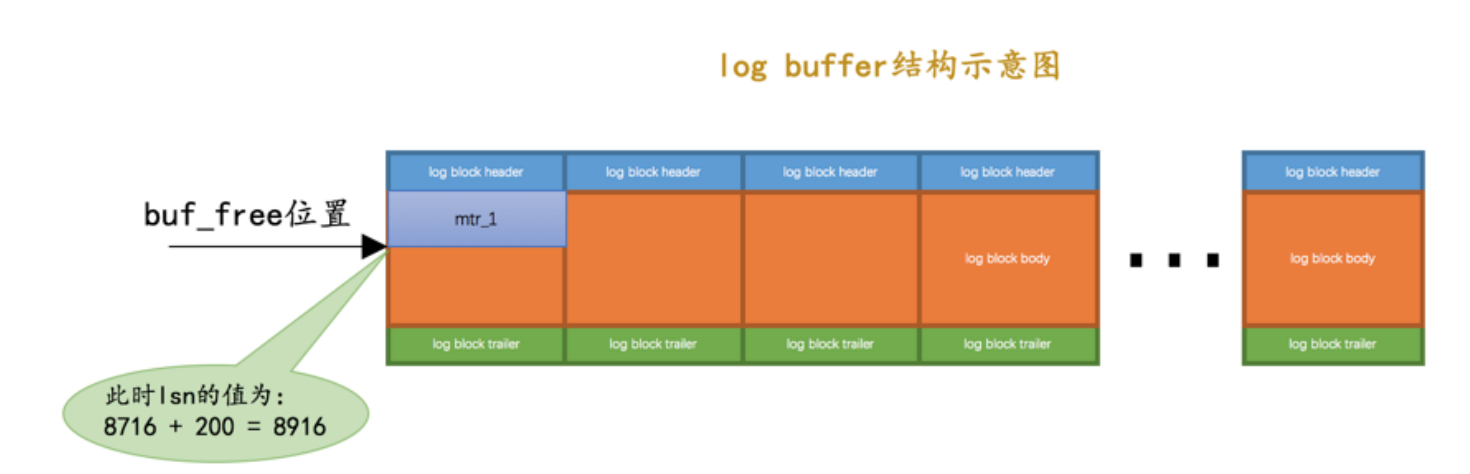 log buffer结构示意图
log block header
log block header
log block header
log block header
log block header
buf_free位置
mtr_1
log block body
log block body
log block trailer
log block trailer
log block trailer
log block trailer
log block trailer
此时lsn的值为：
8716 + 200 = 8916